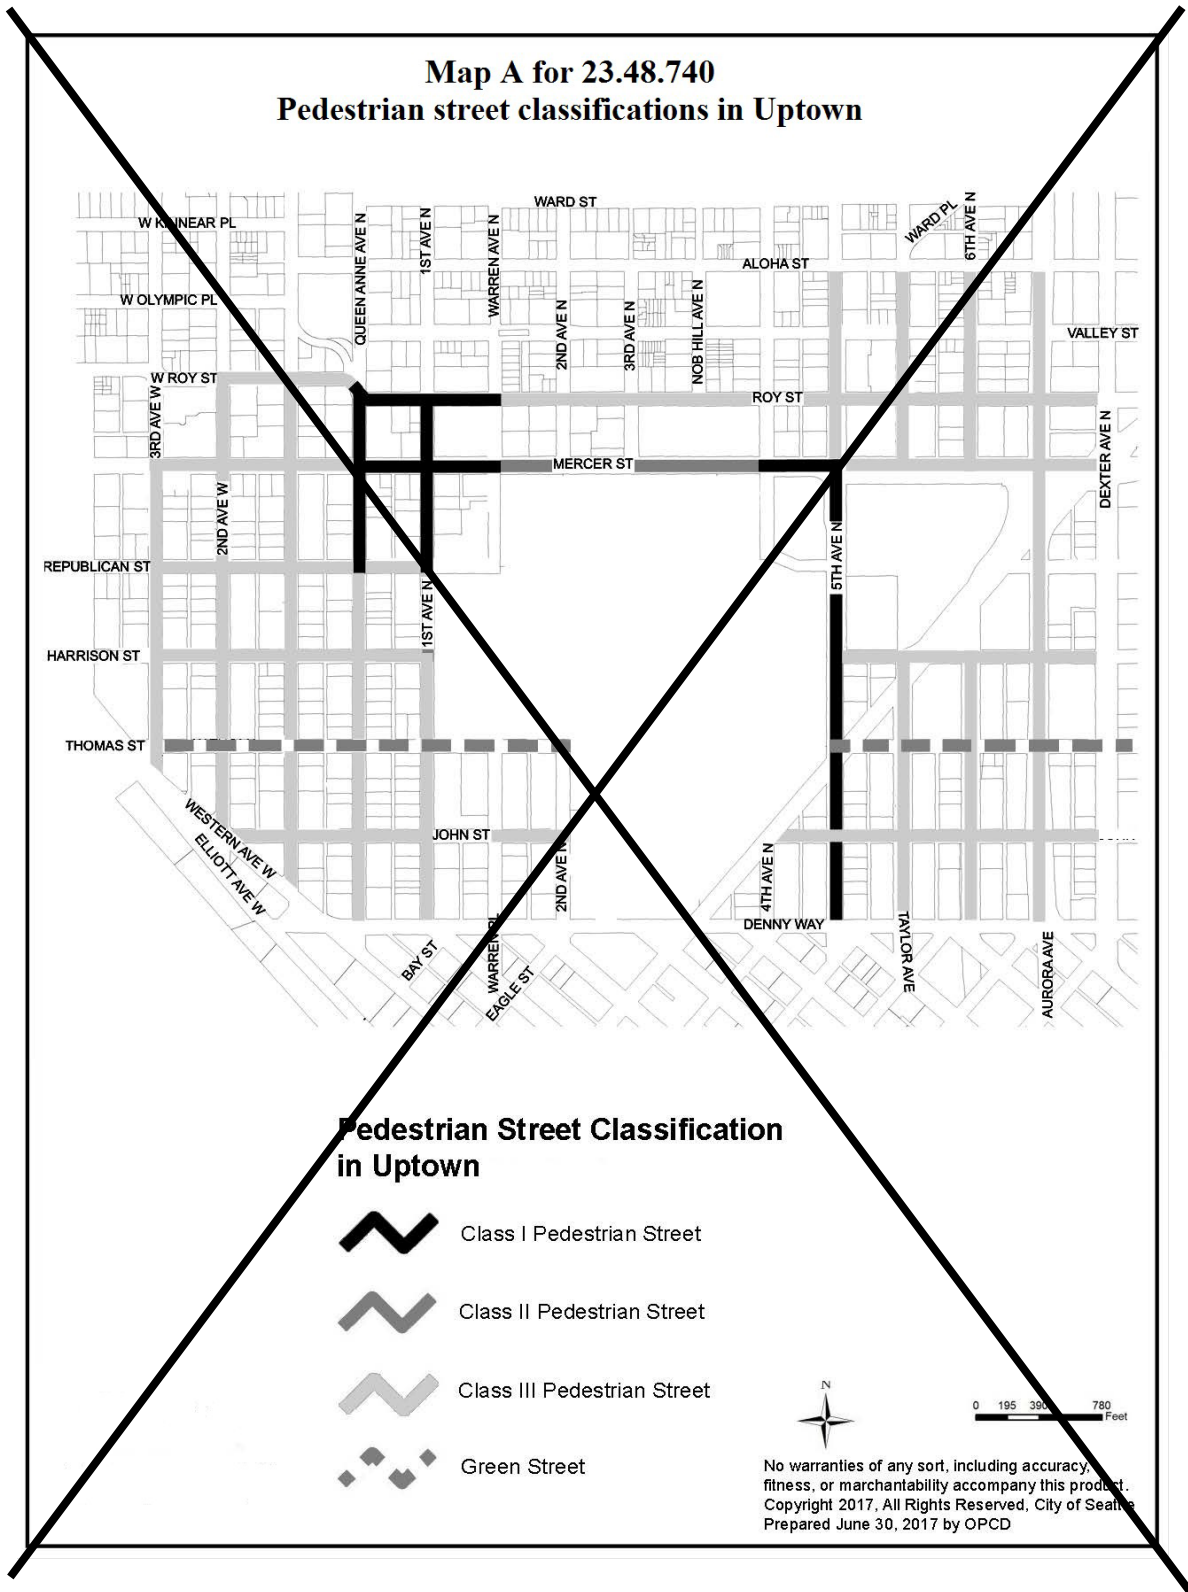 Map A for 23.48.740
Pedestrian street classifications in Uptown
WARD ST
W KINNEAR PL
QUEEN ANNE AVE N
1ST AVE N
WARREN AVE N
WARD PL
6TH AVE N
ALOHA ST
W OLYMPIC PL
2ND AVE N
3RD AVE N
NOB HILL AVE N
VALLEY ST
W ROY ST
ROY ST
3RD AVE W
DEXTER AVE N
MERCER ST
2ND AVE W
5TH AVE N
REPUBLICAN ST
1ST AVE N
HARRISON ST
THOMAS ST
WESTERN AVE W
ELLIOTT AVE W
JOHN ST
2ND AVE N
4TH AVE N
DENNY WAY
BAY ST
WARREN PL
EAGLE ST
TAYLOR AVE
AURORA AVE
Pedestrian Street Classification
in Uptown
Class I Pedestrian Street
Class II Pedestrian Street
Class III Pedestrian Street
Green Street
N
0 195 390 780
Feet
No warranties of any sort, including accuracy,
fitness, or marchantability accompany this product.
Copyright 2017, All Rights Reserved, City of Seattle
Prepared June 30, 2017 by OPCD